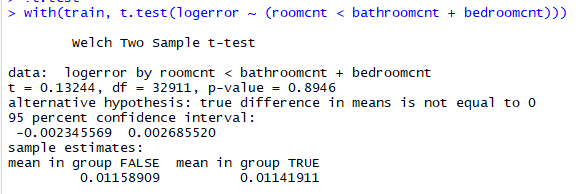 > with(train, t.test(logerror ~ (roomcnt < bathroomcnt + bedroomcnt)))
Welch Two Sample t-test
data:  logerror by roomcnt < bathroomcnt + bedroomcnt
t = 0.13244, df = 32911, p-value = 0.8946
alternative hypothesis: true difference in means is not equal to 0
95 percent confidence interval:
 -0.002345569  0.002685520
sample estimates:
mean in group FALSE  mean in group TRUE
0.01158909          0.01141911